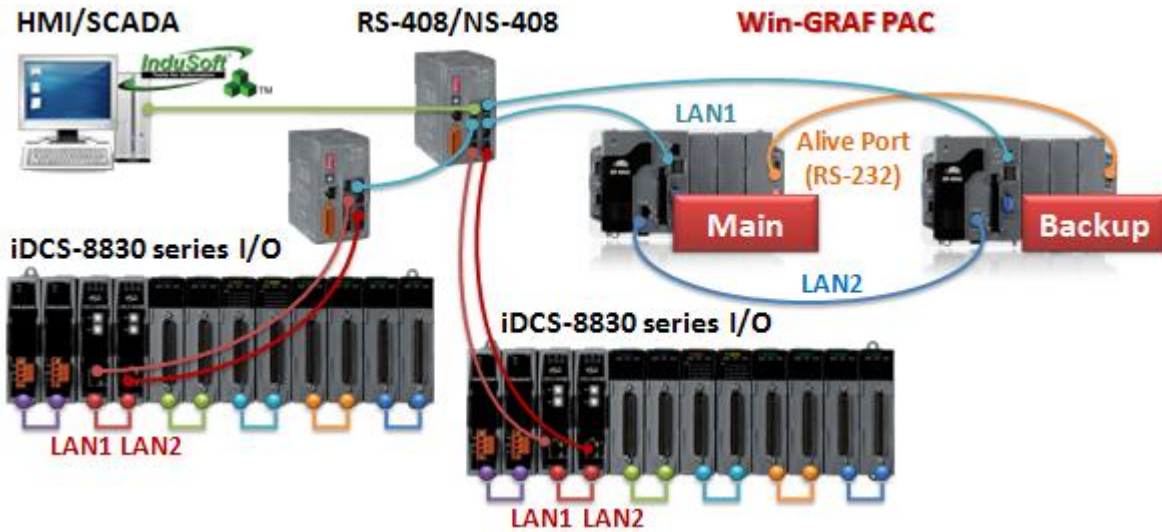 HMI/SCADA
RS-408/NS-408
Win-GRAF PAC
InduSoft
TM
LAN1
Alive Port
(RS-232)
Main
Backup
LAN2
iDCS-8830 series I/O
LAN1 LAN2
iDCS-8830 series I/O
LAN1 LAN2